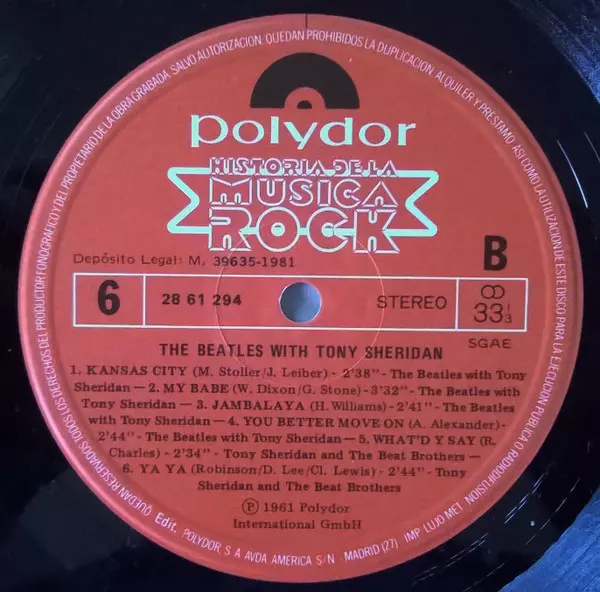 QUEDAN RESERVADOS TODOS LOS DERECHOS DEL PRODUCTOR FONOGRAFICO Y DEL PROPIETARIO DE LA OBRA GRABADA. SALVO AUTORIZACION, QUEDAN PROHIBIDOS LA DUPLICACION, ALQUILER Y PRESTAMO, ASI COMO LA UTILIZACION DE ESTE DISCO PARA LA EJECUCION PUBLICA O RADIODIFUSION
polydor
HISTORIA DE LA
MUSICA
ROCK
Depósito Legal: M. 39635-1981
B
6
28 61 294
STEREO
33 1/3
SGAE
THE BEATLES WITH TONY SHERIDAN
1. KANSAS CITY (M. Stoller/J. Leiber) - 2'38"- The Beatles with Tony
Sheridan — 2. MY BABE (W. Dixon/G. Stone) - 3'32"- The Beatles with
Tony Sheridan — 3. JAMBALAYA (H. Williams) - 2'41"- The Beatles
with Tony Sheridan — 4. YOU BETTER MOVE ON (A. Alexander) -
2'44"- The Beatles with Tony Sheridan — 5. WHAT'D Y SAY (R.
Charles) - 2'34"- Tony Sheridan and The Beat Brothers —
6. YA YA (Robinson/D. Lee/Cl. Lewis) - 2'44"- Tony
Sheridan and The Beat Brothers
Ⓟ 1961 Polydor
International GmbH
Edit. POLYDOR, S A AVDA AMERICA S/N MADRID (27) IMP LUJO MET